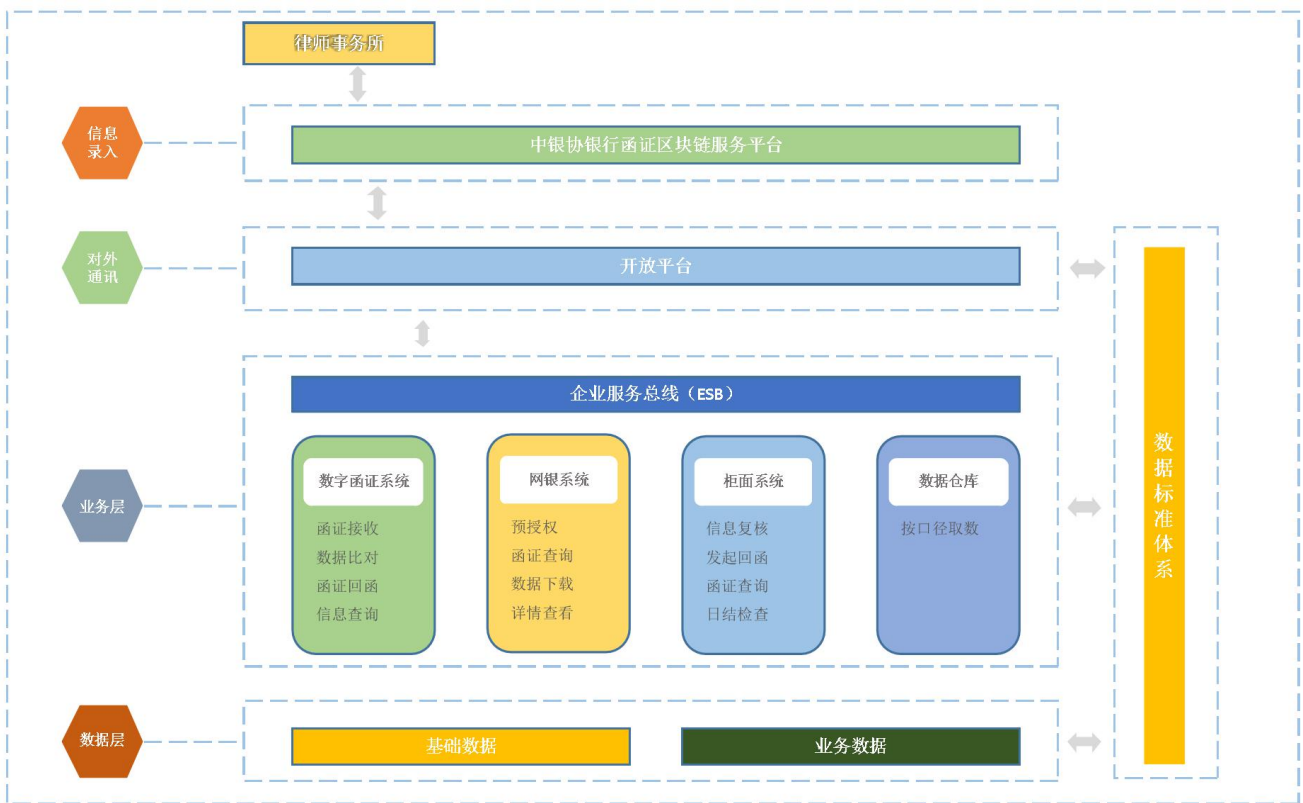 律师事务所
信息
录入
中银协银行函证区块链服务平台
对外
通讯
开放平台
业务层
企业服务总线（ESB）
数字函证系统
函证接收
数据比对
函证回函
信息查询
网银系统
预授权
函证查询
数据下载
详情查看
柜面系统
信息复核
发起回函
函证查询
日结检查
数据仓库
按口径取数
数据层
基础数据
业务数据
数据标准体系